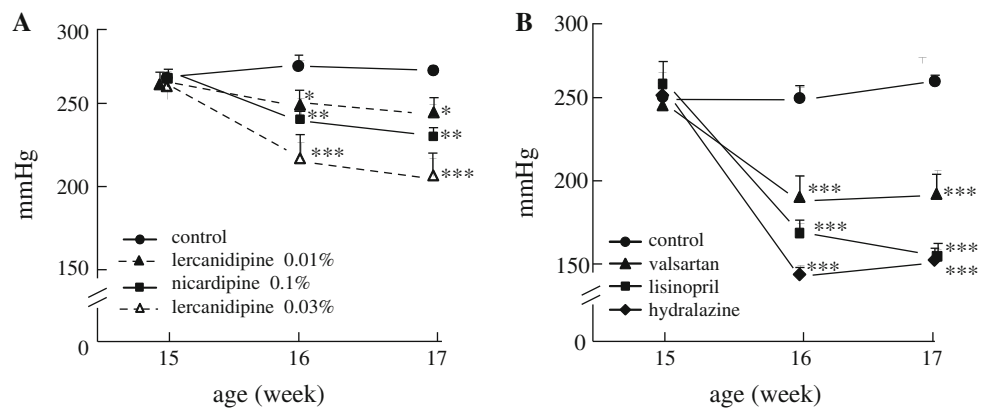 A
300
250
200
150
0
mmHg
*
**
***
*
**
***
control
lercanidipine 0.01%
nicardipine 0.1%
lercanidipine 0.03%
15 16 17
age (week)
B
300
250
200
150
0
mmHg
***
***
***
***
***
***
control
valsartan
lisinopril
hydralazine
15 16 17
age (week)